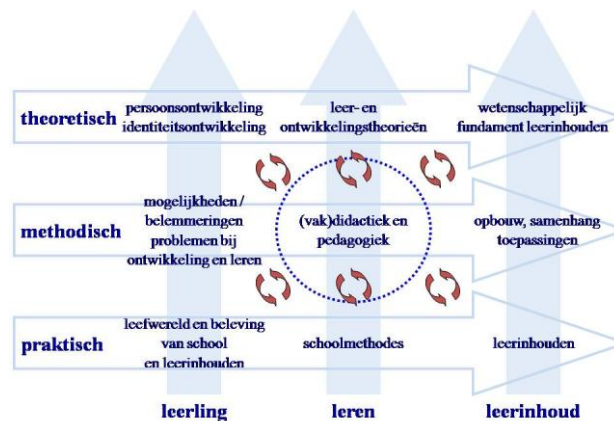 theoretisch
persoonsontwikkeling
identiteitsontwikkeling
leer- en
ontwikkelingstheorieën
wetenschappelijk
fundament leerinhouden
methodisch
mogelijkheden /
belemmeringen
problemen bij
ontwikkeling en leren
(vak)didactiek en
pedagogiek
opbouw, samenhang
toepassingen
praktisch
leefwereld en beleving
van school
en leerinhouden
schoolmethodes
leerinhouden
leerling
leren
leerinhoud